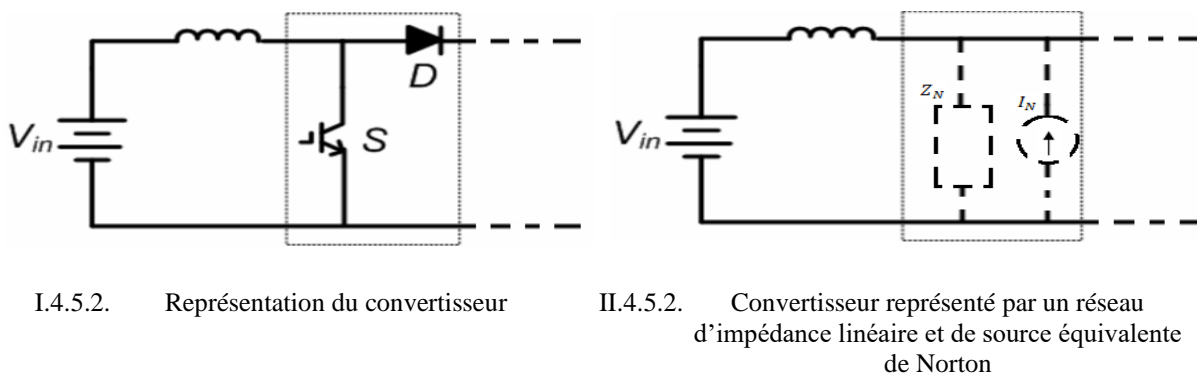 V_in
D
S
V_in
Z_N
I_N
I.4.5.2. Représentation du convertisseur
II.4.5.2. Convertisseur représenté par un réseau
d'impédance linéaire et de source équivalente
de Norton